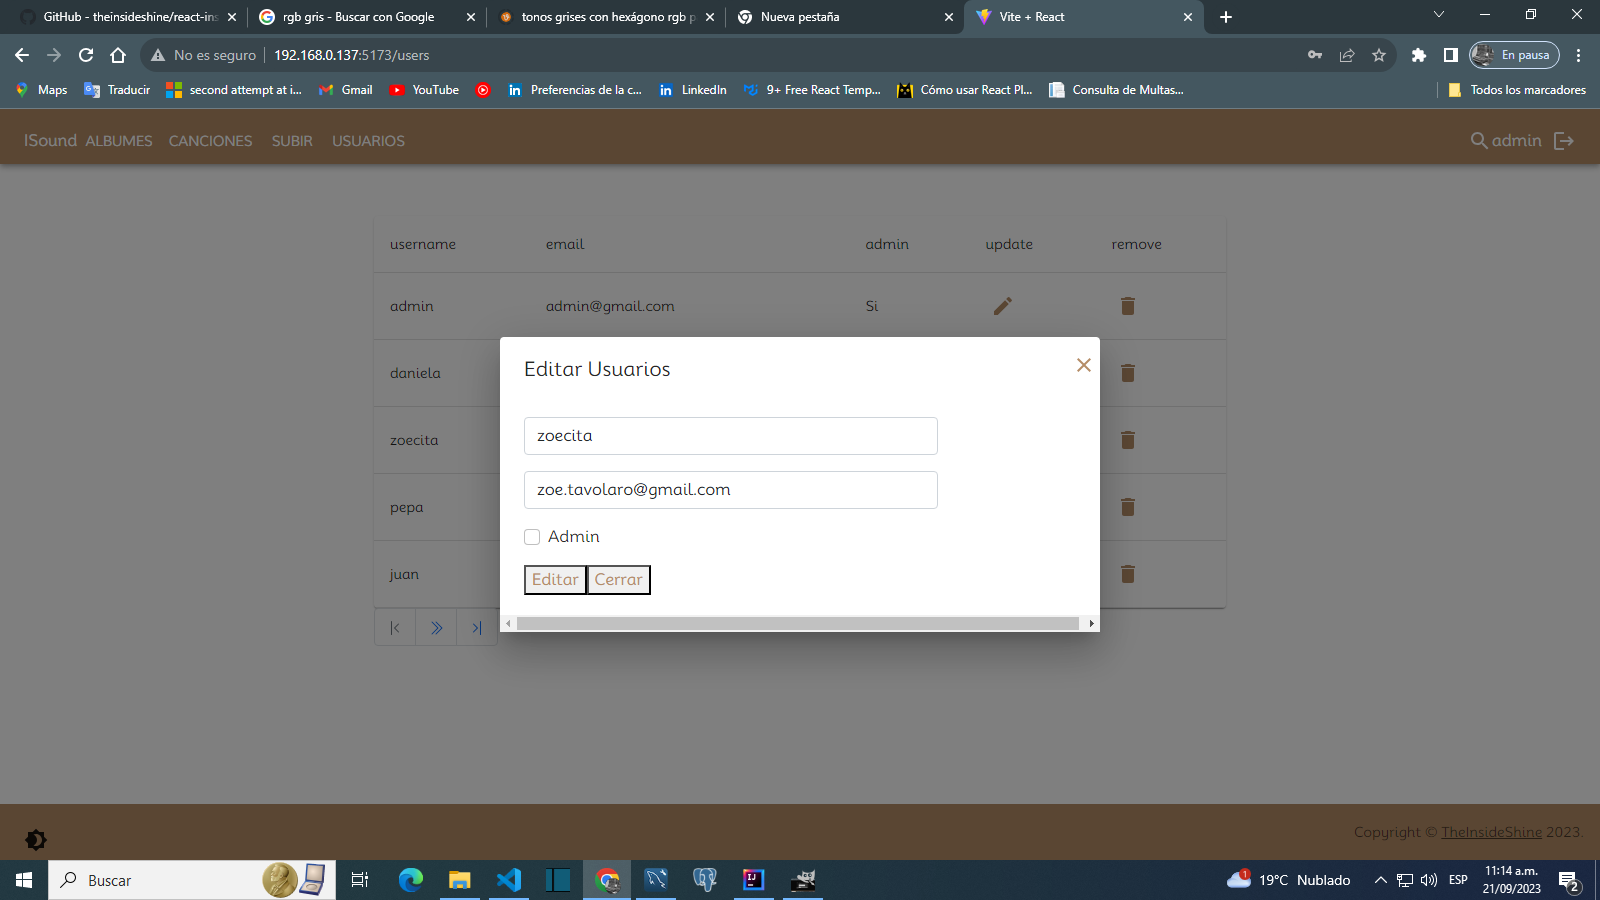 GitHub - theinsideshine/react-ins
rgb gris - Buscar con Google
tonos grises con hexágono rgb p
Nueva pestaña
Vite + React
No es seguro
192.168.0.137:5173/users
En pausa
Maps
Traducir
second attempt at i...
Gmail
YouTube
Preferencias de la c...
LinkedIn
9+ Free React Temp...
Cómo usar React Pl...
Consulta de Multas...
Todos los marcadores
ISound ALBUMES CANCIONES SUBIR USUARIOS
admin
username email admin update remove
admin admin@gmail.com Si
daniela
zoecita
pepa
juan
Editar Usuarios
zoecita
zoe.tavolaro@gmail.com
Admin
Editar Cerrar
Copyright © TheInsideShine 2023.
Buscar
1
19°C Nublado
ESP
11:14 a.m.
21/09/2023
2